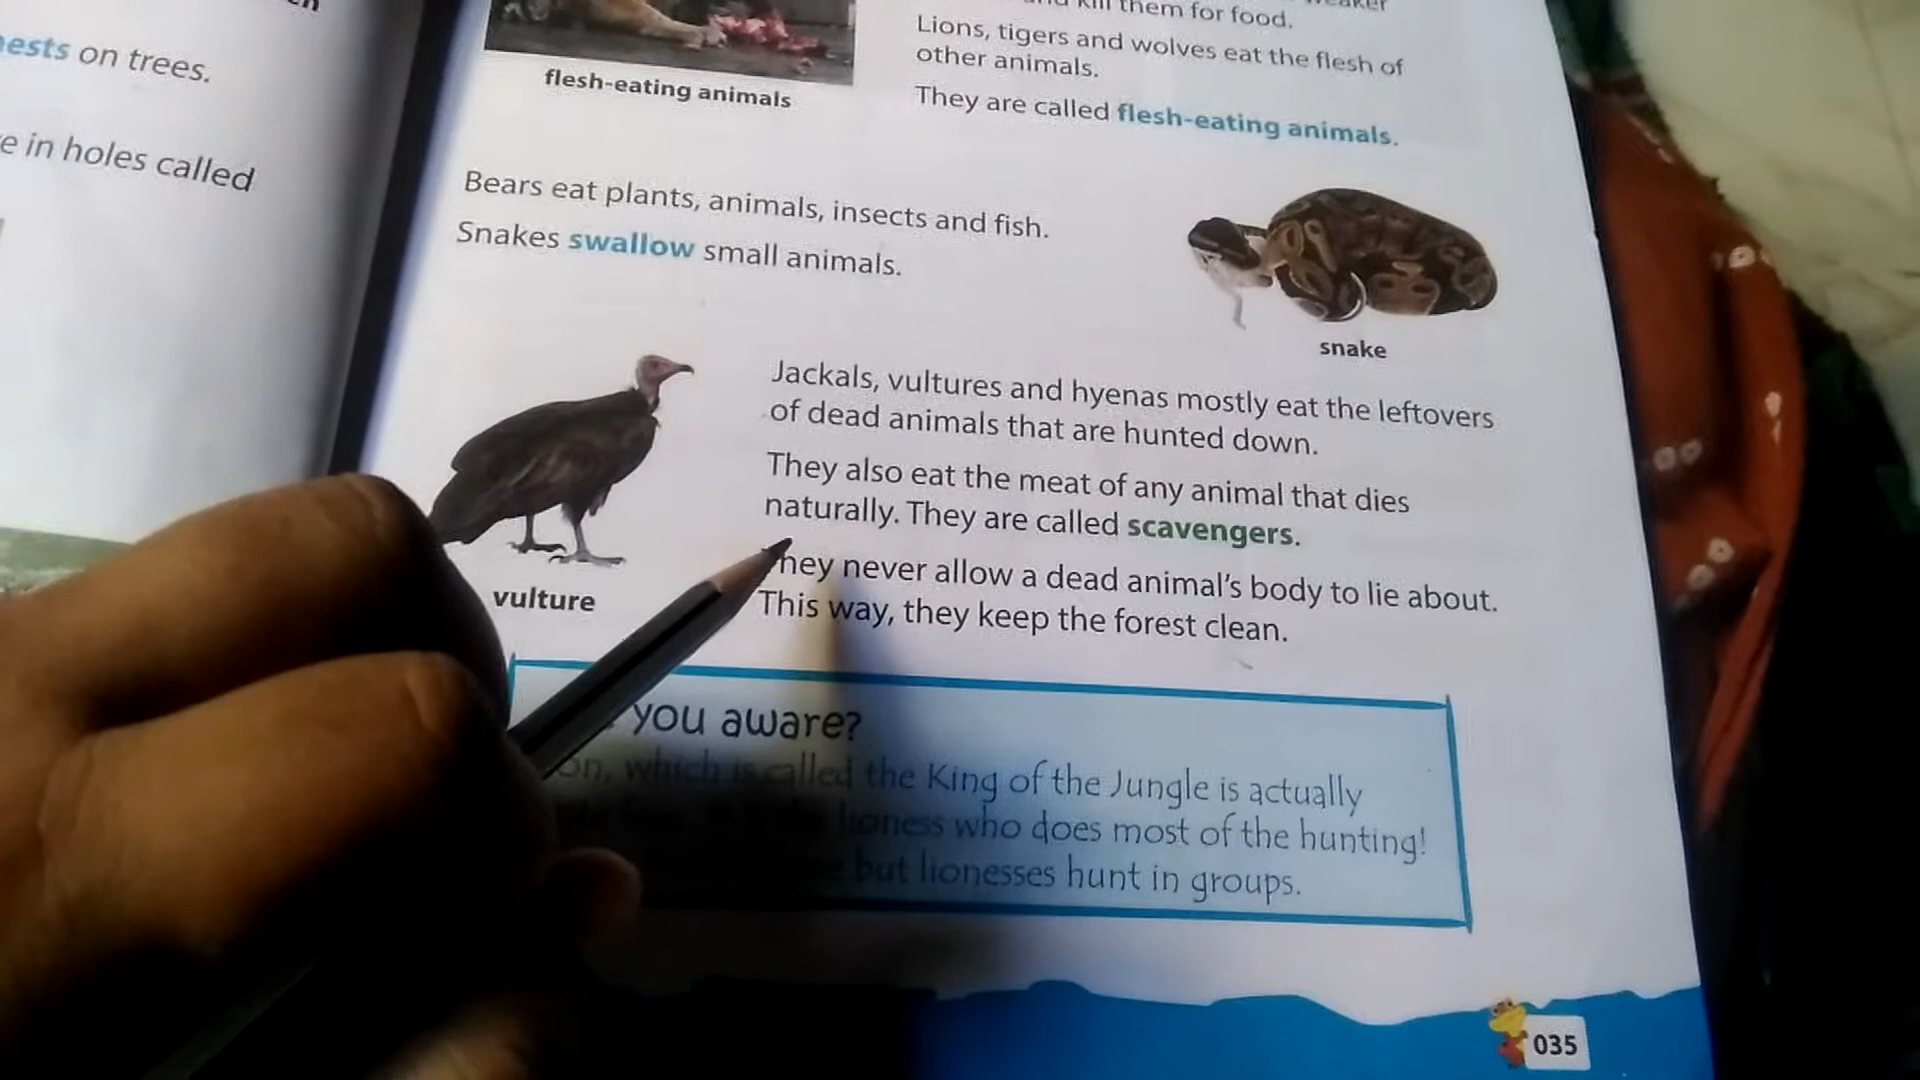 ests on trees.
e in holes called
them for food.
Lions, tigers and wolves eat the flesh of
other animals.
They are called flesh-eating animals.
flesh-eating animals
Bears eat plants, animals, insects and fish.
Snakes swallow small animals.
snake
Jackals, vultures and hyenas mostly eat the leftovers
of dead animals that are hunted down.
They also eat the meat of any animal that dies
naturally. They are called scavengers.
hey never allow a dead animal's body to lie about.
This way, they keep the forest clean.
vulture
you aware?
on, which is called the King of the Jungle is actually
lioness who does most of the hunting!
but lionesses hunt in groups.
035